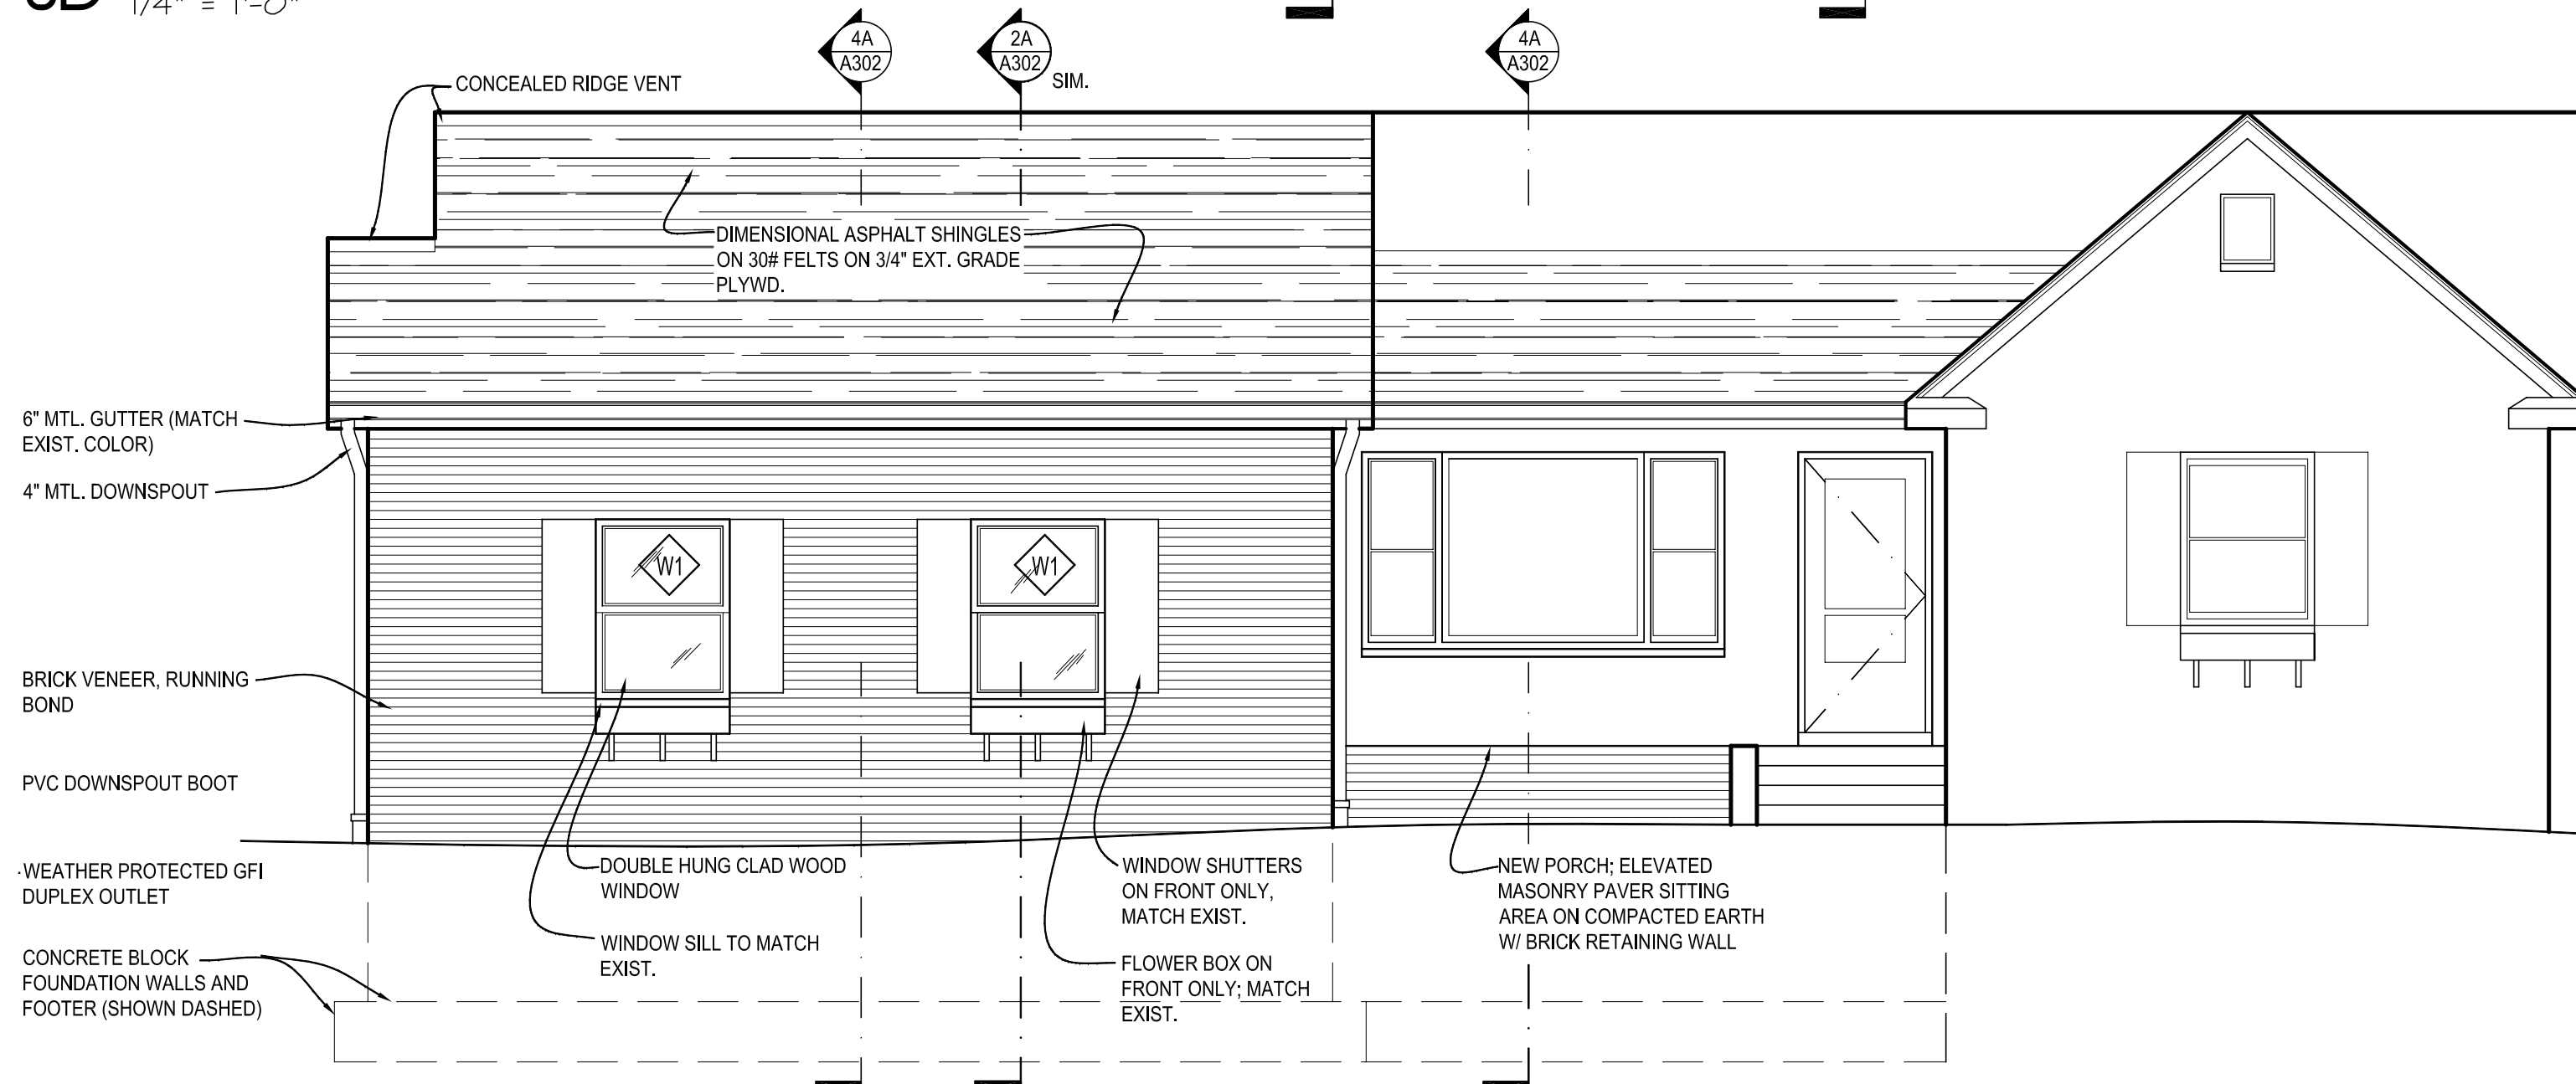 1/4" = 1'-0"
4A
A302
2A
A302
SIM.
4A
A302
CONCEALED RIDGE VENT
DIMENSIONAL ASPHALT SHINGLES
ON 30# FELTS ON 3/4" EXT. GRADE
PLYWD.
6" MTL. GUTTER (MATCH
EXIST. COLOR)
4" MTL. DOWNSPOUT
W1
W1
BRICK VENEER, RUNNING
BOND
PVC DOWNSPOUT BOOT
WEATHER PROTECTED GFI
DUPLEX OUTLET
CONCRETE BLOCK
FOUNDATION WALLS AND
FOOTER (SHOWN DASHED)
DOUBLE HUNG CLAD WOOD
WINDOW
WINDOW SILL TO MATCH
EXIST.
WINDOW SHUTTERS
ON FRONT ONLY,
MATCH EXIST.
FLOWER BOX ON
FRONT ONLY; MATCH
EXIST.
NEW PORCH; ELEVATED
MASONRY PAVER SITTING
AREA ON COMPACTED EARTH
W/ BRICK RETAINING WALL